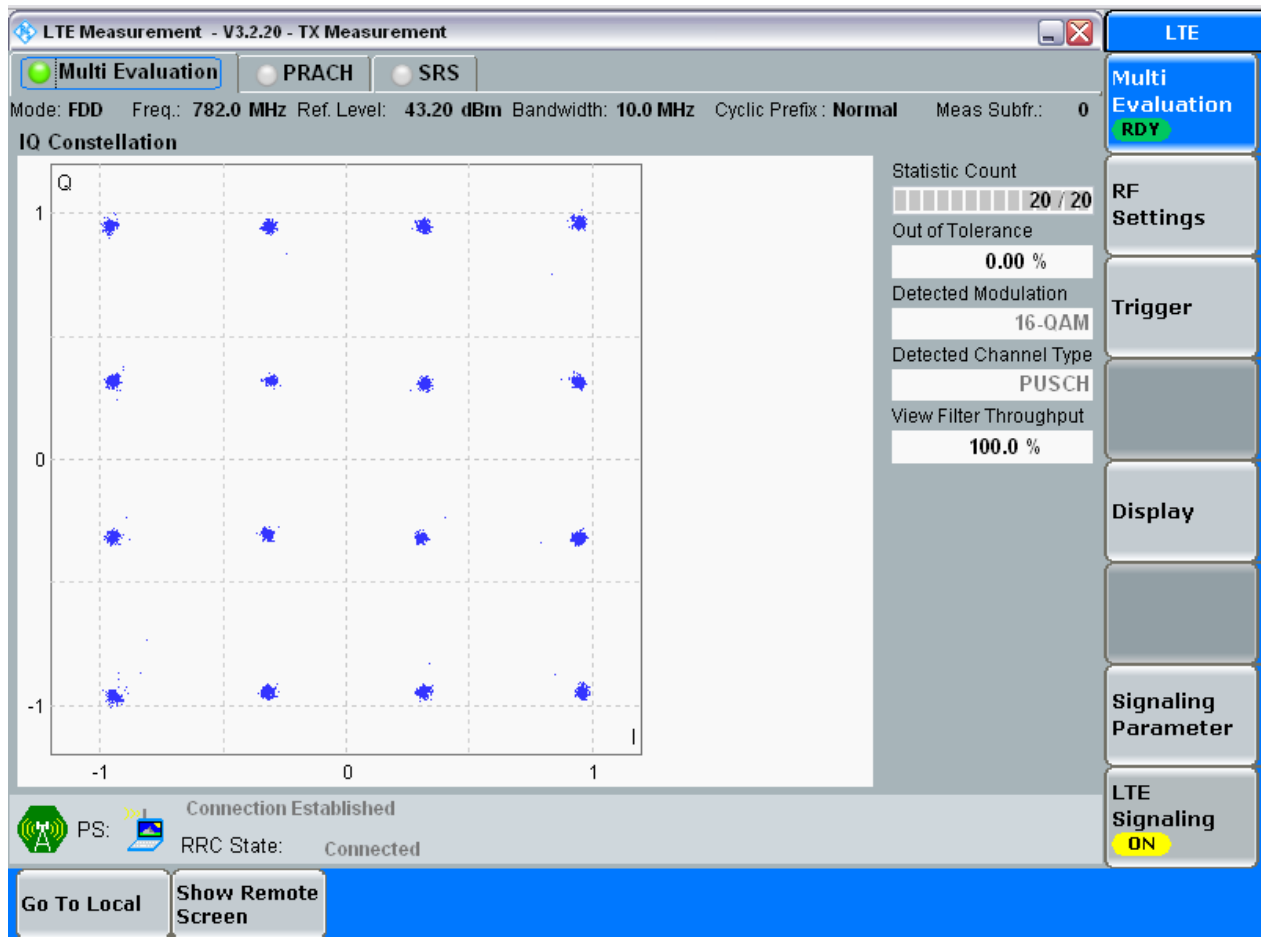 LTE Measurement - V3.2.20 - TX Measurement
LTE
Multi Evaluation PRACH SRS
Mode: FDD Freq.: 782.0 MHz Ref. Level: 43.20 dBm Bandwidth: 10.0 MHz Cyclic Prefix : Normal Meas Subfr.: 0
IQ Constellation
Q
1
0
-1
I
-1 0 1
Statistic Count
20 / 20
Out of Tolerance
0.00 %
Detected Modulation
16-QAM
Detected Channel Type
PUSCH
View Filter Throughput
100.0 %
Multi
Evaluation
RDY
RF
Settings
Trigger
Display
Signaling
Parameter
LTE
Signaling
ON
PS:
Connection Established
RRC State: Connected
Go To Local
Show Remote
Screen